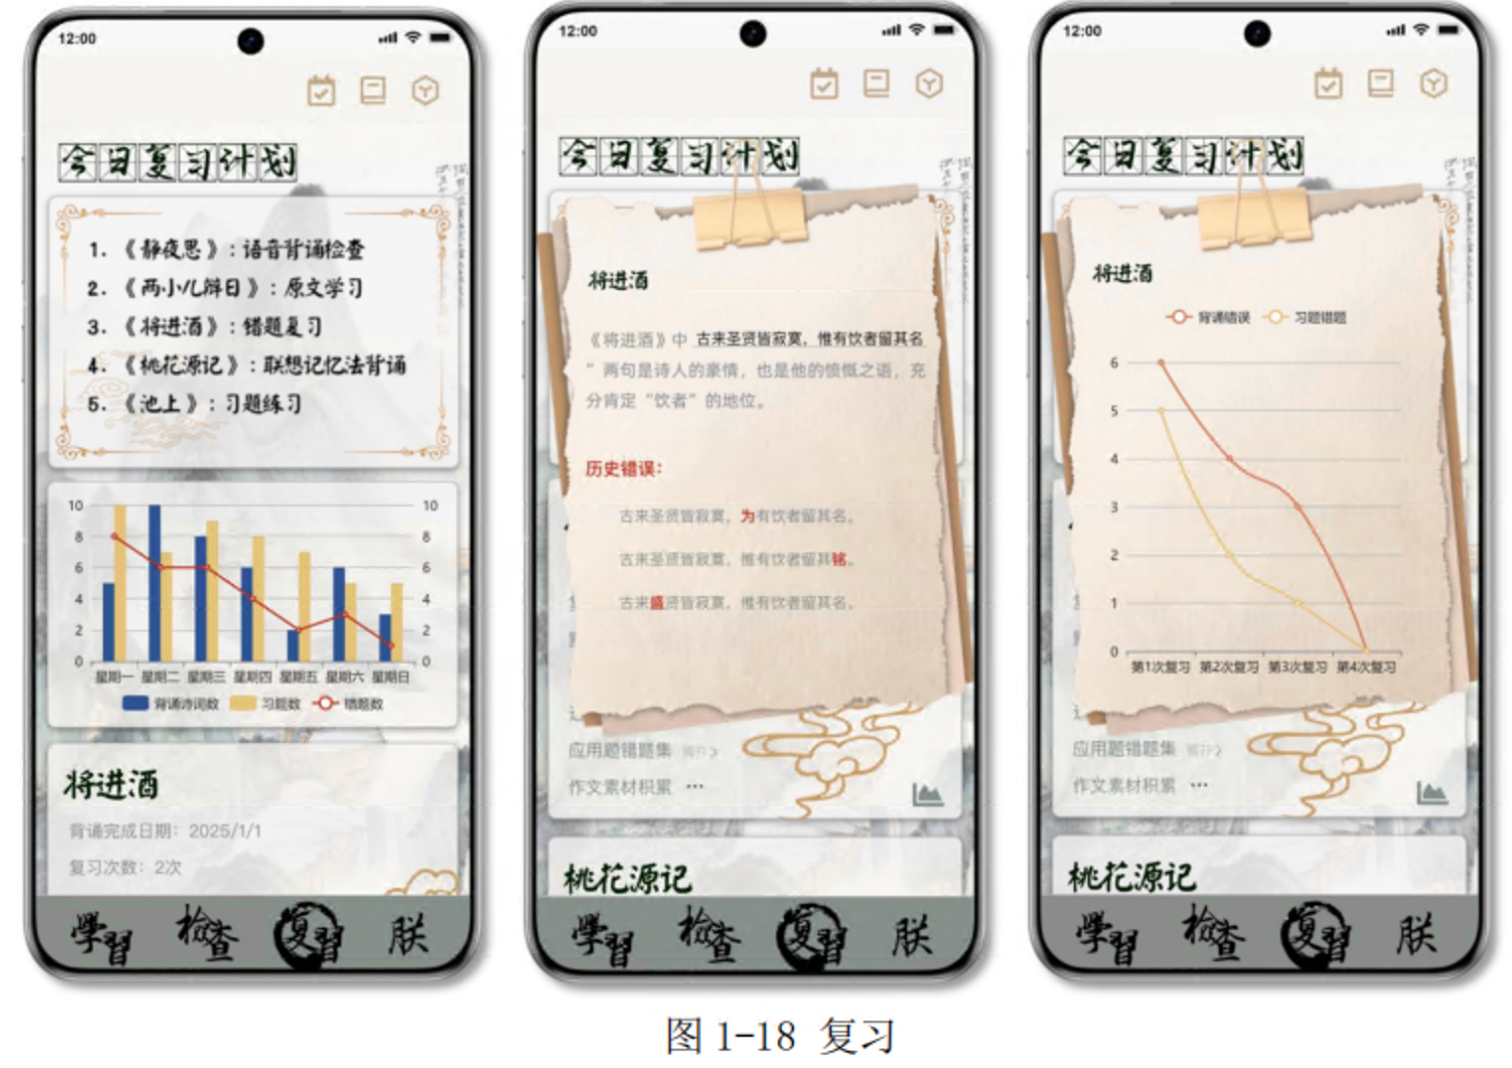 12:00
今日复习计划
1. 《静夜思》: 语音背诵检查
2. 《两小儿辩日》: 原文学习
3. 《将进酒》: 错题复习
4. 《桃花源记》: 联想记忆法背诵
5. 《池上》: 习题练习
10 10
8 8
6 6
4 4
2 2
0 0
星期一 星期二 星期三 星期四 星期五 星期六 星期日
背诵诗词数 习题数 错题数
将进酒
背诵完成日期: 2025/1/1
复习次数: 2次
學習 檢查 复習 朕
12:00
今日复习计划
将进酒
《将进酒》中 古来圣贤皆寂寞，惟有饮者留其名
”两句是诗人的豪情，也是他的愤慨之语，充
分肯定“饮者”的地位。
历史错误:
古来圣贤皆寂寞，为有饮者留其名。
古来圣贤皆寂寞，惟有饮者留其铭。
古来盛贤皆寂寞，惟有饮者留其名。
应用题错题集 展开>
作文素材积累 ···
桃花源记
學習 檢查 复習 朕
12:00
今日复习计划
将进酒
背诵错误 习题错题
6
5
4
3
2
1
0
第1次复习 第2次复习 第3次复习 第4次复习
应用题错题集 展开>
作文素材积累 ···
桃花源记
學習 檢查 复習 朕
图 1-18 复习